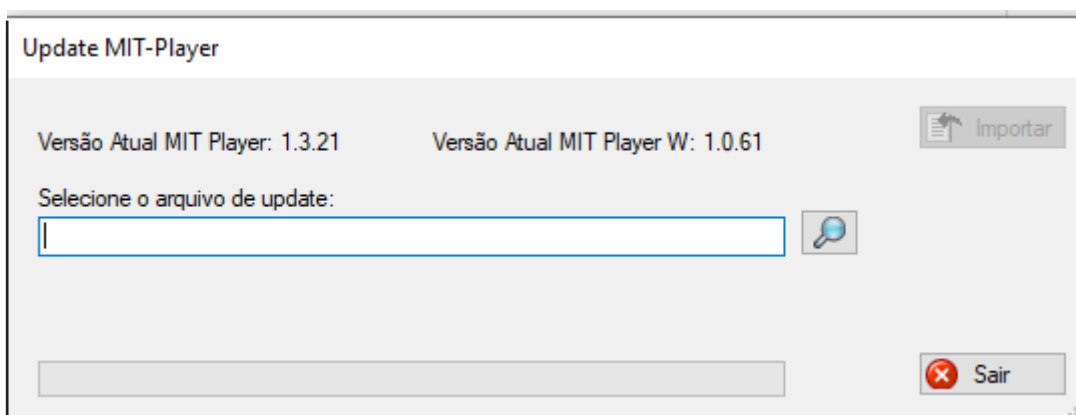 Update MIT-Player
Versão Atual MIT Player: 1.3.21
Versão Atual MIT Player W: 1.0.61
Importar
Selecione o arquivo de update:
Sair